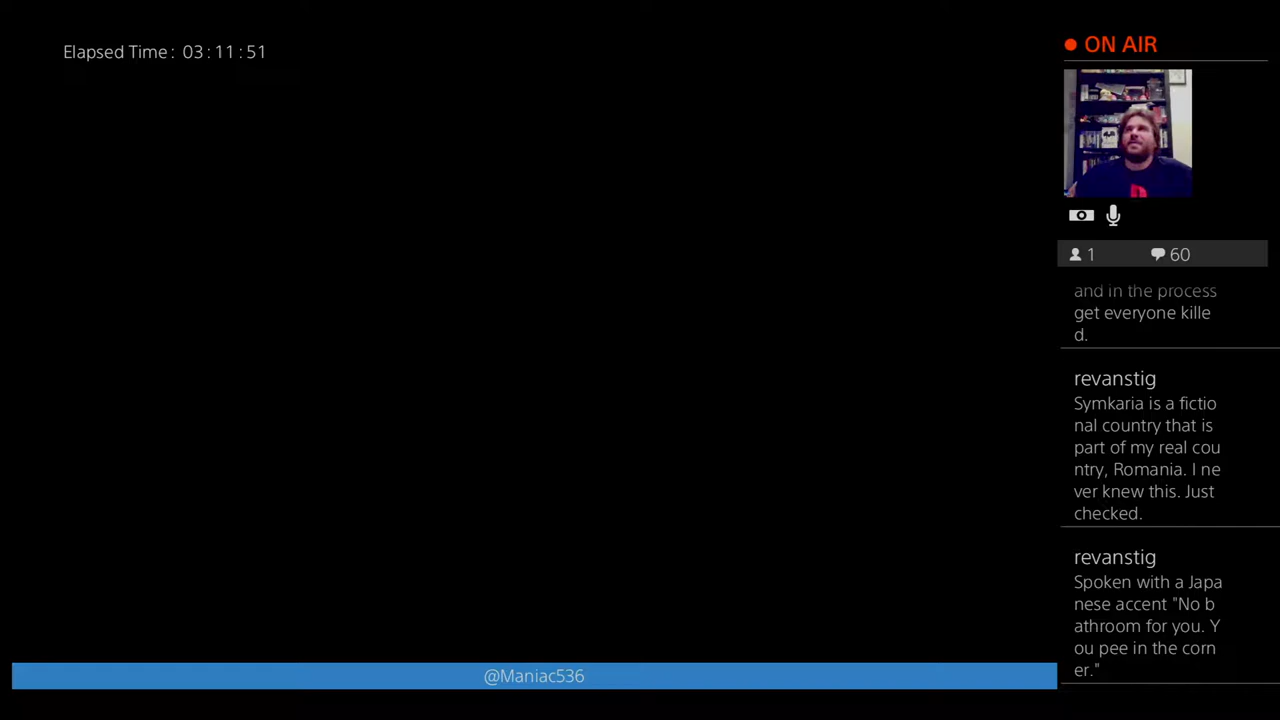 Elapsed Time: 03:11:51
ON AIR
1 60
and in the process
get everyone kille
d.
revanstig
Symkaria is a fictio
nal country that is
part of my real cou
ntry, Romania. I ne
ver knew this. Just
checked.
revanstig
Spoken with a Japa
nese accent "No b
athroom for you. Y
ou pee in the corn
er."
@Maniac536